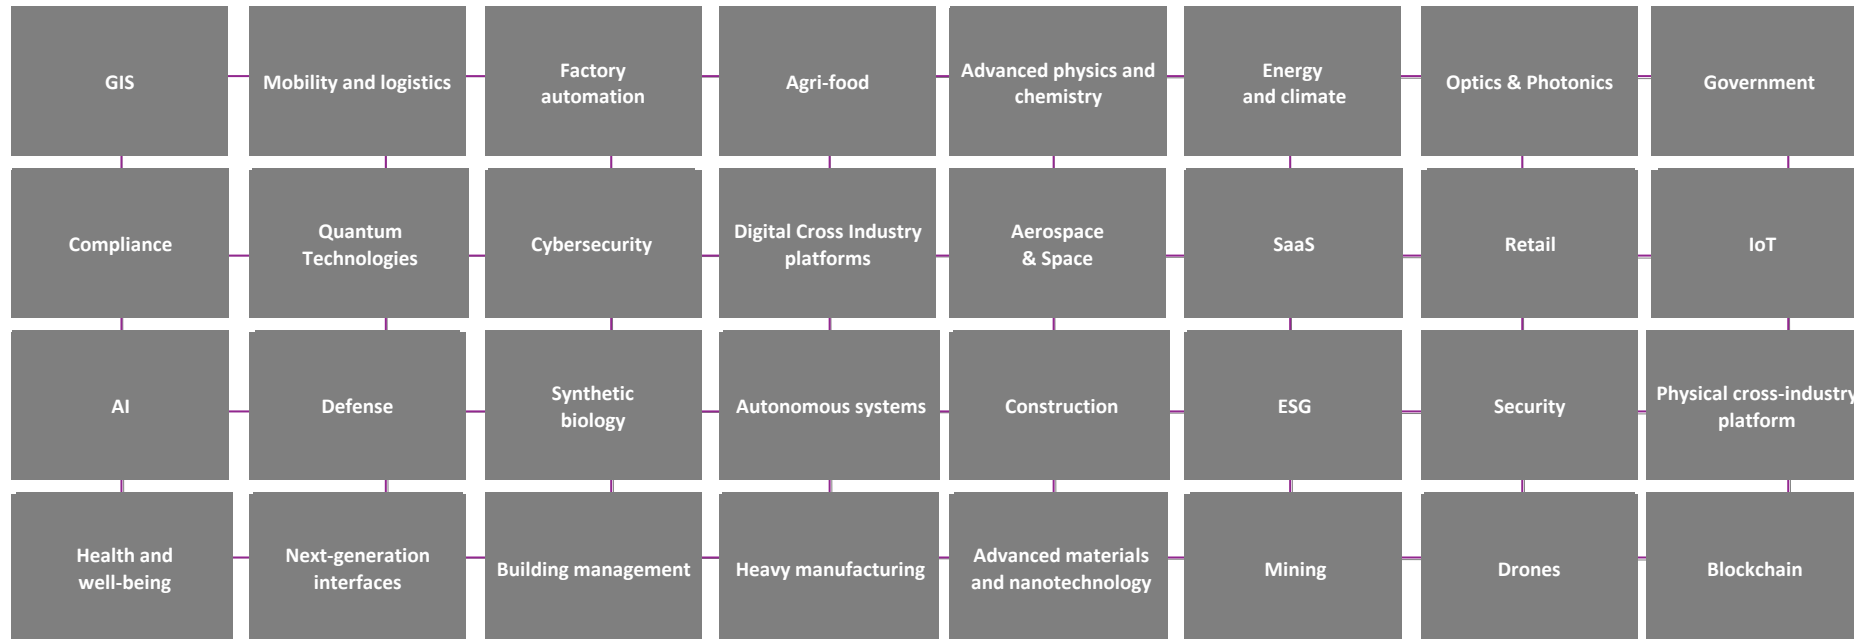 GIS
Mobility and logistics
Factory
automation
Agri-food
Advanced physics and
chemistry
Energy
and climate
Optics & Photonics
Government
Compliance
Quantum
Technologies
Cybersecurity
Digital Cross Industry
platforms
Aerospace
& Space
SaaS
Retail
IoT
AI
Defense
Synthetic
biology
Autonomous systems
Construction
ESG
Security
Physical cross-industry
platform
Health and
well-being
Next-generation
interfaces
Building management
Heavy manufacturing
Advanced materials
and nanotechnology
Mining
Drones
Blockchain